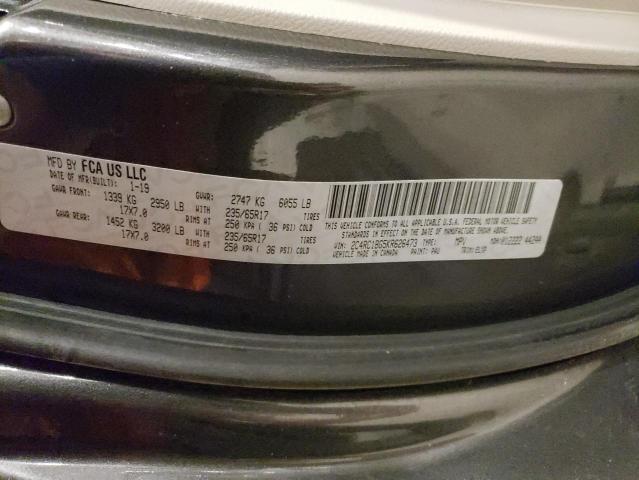 MFD BY FCA US LLC
DATE OF MFR(BUILT): 1-19 GVWR: 2747 KG 6055 LB
GAWR FRONT: 1339 KG 2950 LB WITH 235/65R17 TIRES
17X7.0 RIMS AT 250 KPA ( 36 PSI) COLD
GAWR REAR: 1452 KG 3200 LB WITH 235/65R17 TIRES
17X7.0 RIMS AT 250 KPA ( 36 PSI) COLD
THIS VEHICLE CONFORMS TO ALL APPLICABLE U.S.A. FEDERAL MOTOR VEHICLE SAFETY
STANDARDS IN EFFECT ON THE DATE OF MANUFACTURE SHOWN ABOVE.
VIN: 2C4RC1BG5KR626473 TYPE: MPV MDH:012222 44244
VEHICLE MADE IN CANADA PAINT: PAU TRIM: